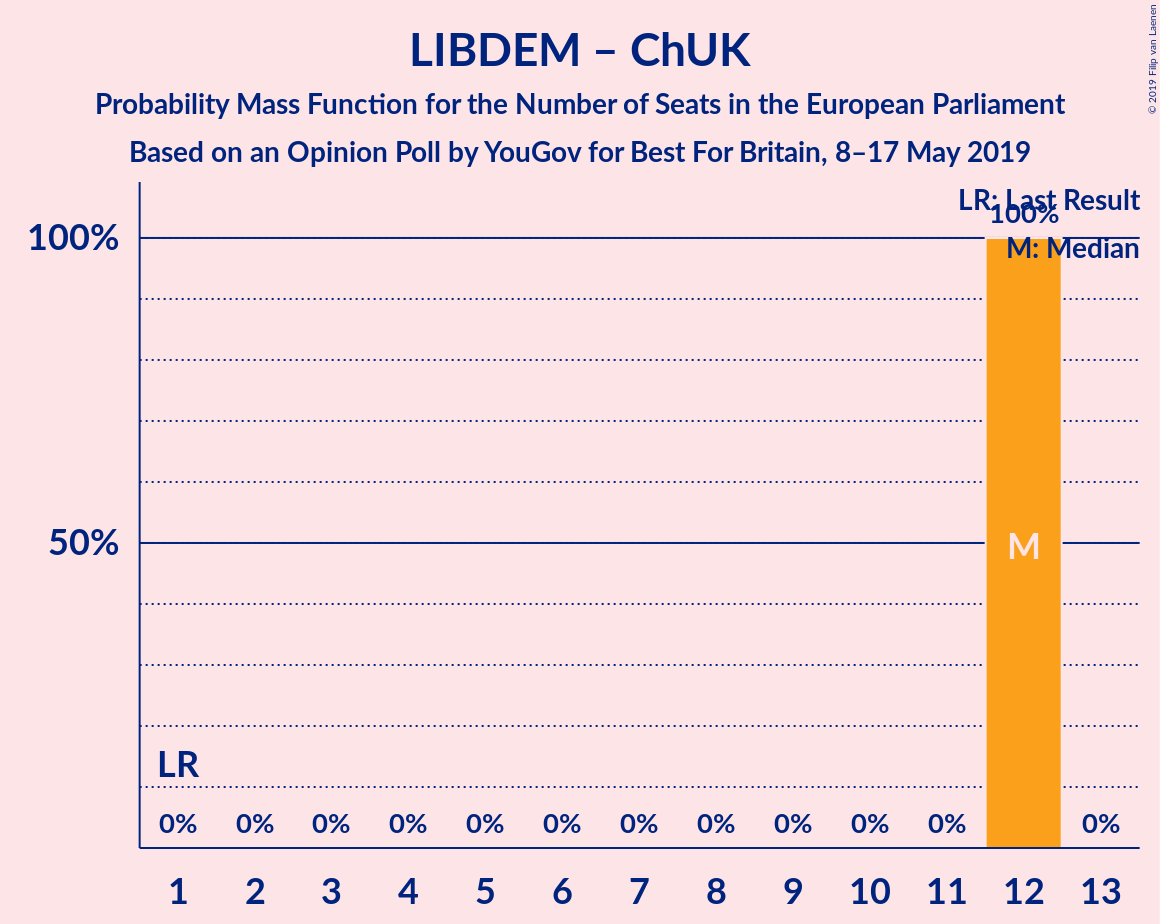 LIBDEM – ChUK
Probability Mass Function for the Number of Seats in the European Parliament
Based on an Opinion Poll by YouGov for Best For Britain, 8–17 May 2019
© 2019 Filip van Laenen
LR: Last Result
100%
M: Median
100%
50%
M
LR
0% 0% 0% 0% 0% 0% 0% 0% 0% 0% 0% 0%
1 2 3 4 5 6 7 8 9 10 11 12 13